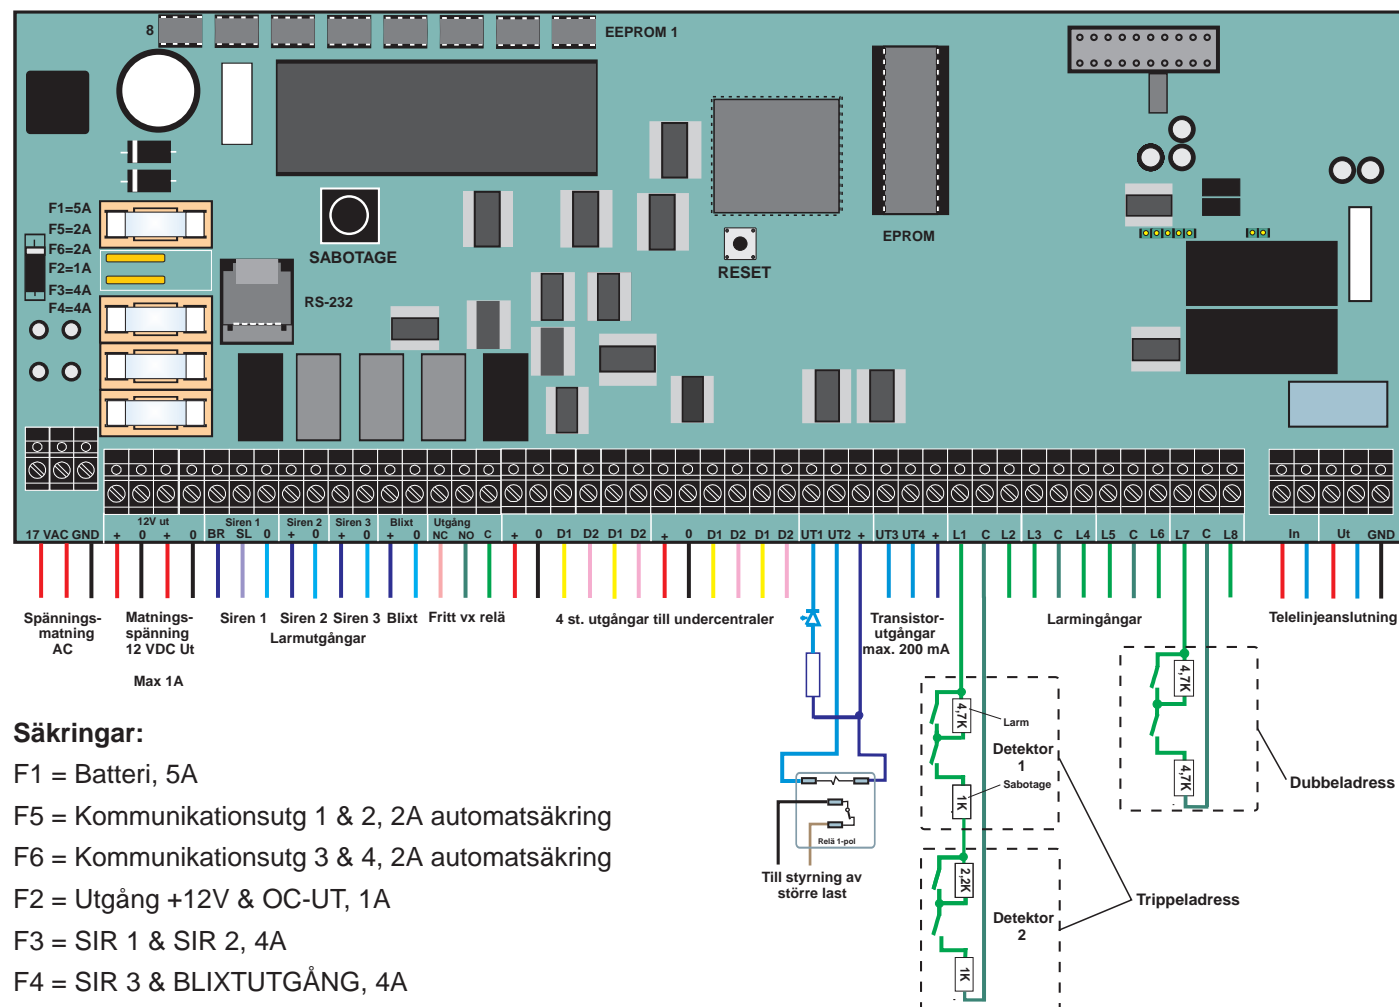 8
EEPROM 1
F1=5A
F5=2A
F6=2A
F2=1A
F3=4A
F4=4A
SABOTAGE
RS-232
RESET
EPROM
12V ut
Siren 1
Siren 2
Siren 3
Blixt
Utgång
17 VAC GND
+ 0 + 0
BR SL 0
+ 0
+ 0
+ 0
NC NO C
+ 0 D1 D2 D1 D2
+ 0 D1 D2 D1 D2
UT1 UT2 +
UT3 UT4 +
L1 C L2
L3 C L4
L5 C L6
L7 C L8
In
Ut
GND
Spännings-
matning
AC
Matnings-
spänning
12 VDC Ut
Max 1A
Siren 1
Siren 2
Siren 3
Blixt
Larmutgångar
Fritt vx relä
4 st. utgångar till undercentraler
Transistor-
utgångar
max. 200 mA
Larmingångar
Telelinjeanslutning
4,7K
Larm
Detektor
1
Sabotage
1K
2,2K
Detektor
2
1K
4,7K
4,7K
Dubbeladress
Trippeladress
Relä 1-pol
Till styrning av
större last
Säkringar:
F1 = Batteri, 5A
F5 = Kommunikationsutg 1 & 2, 2A automatsäkring
F6 = Kommunikationsutg 3 & 4, 2A automatsäkring
F2 = Utgång +12V & OC-UT, 1A
F3 = SIR 1 & SIR 2, 4A
F4 = SIR 3 & BLIXTUTGÅNG, 4A